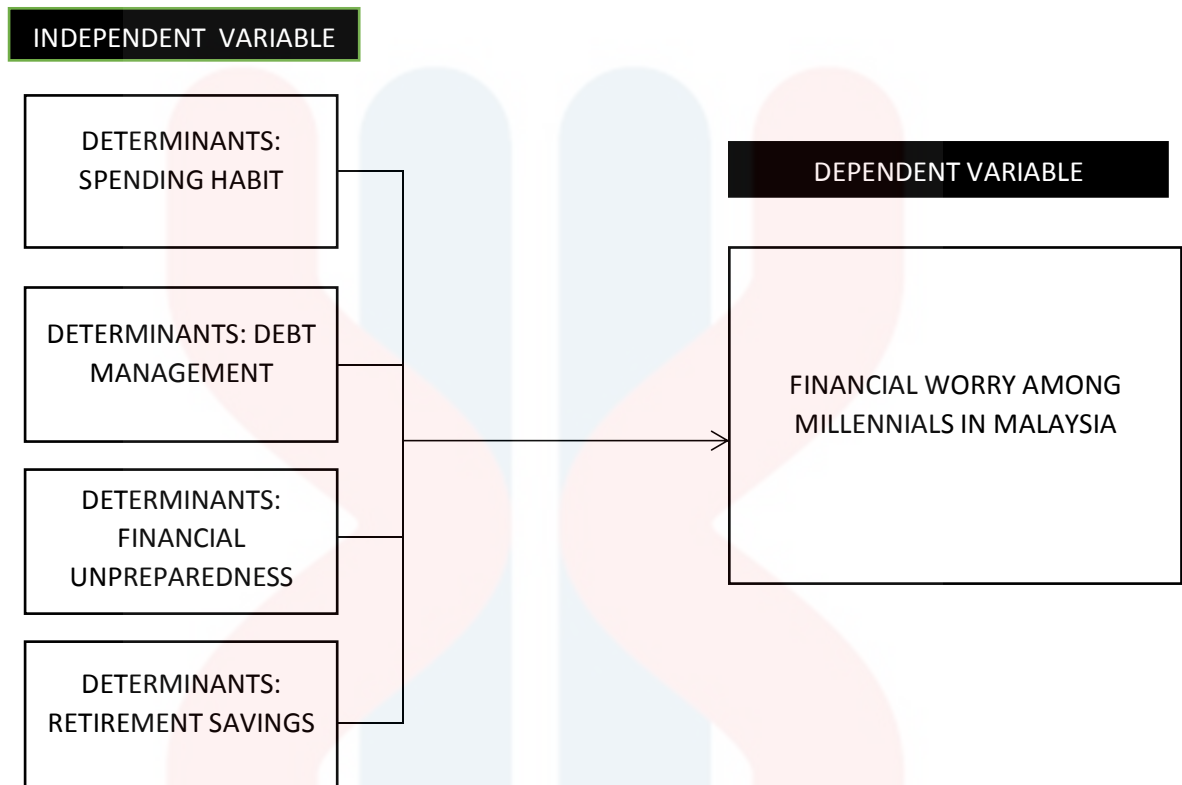 INDEPENDENT VARIABLE
DETERMINANTS:
SPENDING HABIT
DETERMINANTS: DEBT
MANAGEMENT
DETERMINANTS:
FINANCIAL
UNPREPAREDNESS
DETERMINANTS:
RETIREMENT SAVINGS
DEPENDENT VARIABLE
FINANCIAL WORRY AMONG
MILLENNIALS IN MALAYSIA